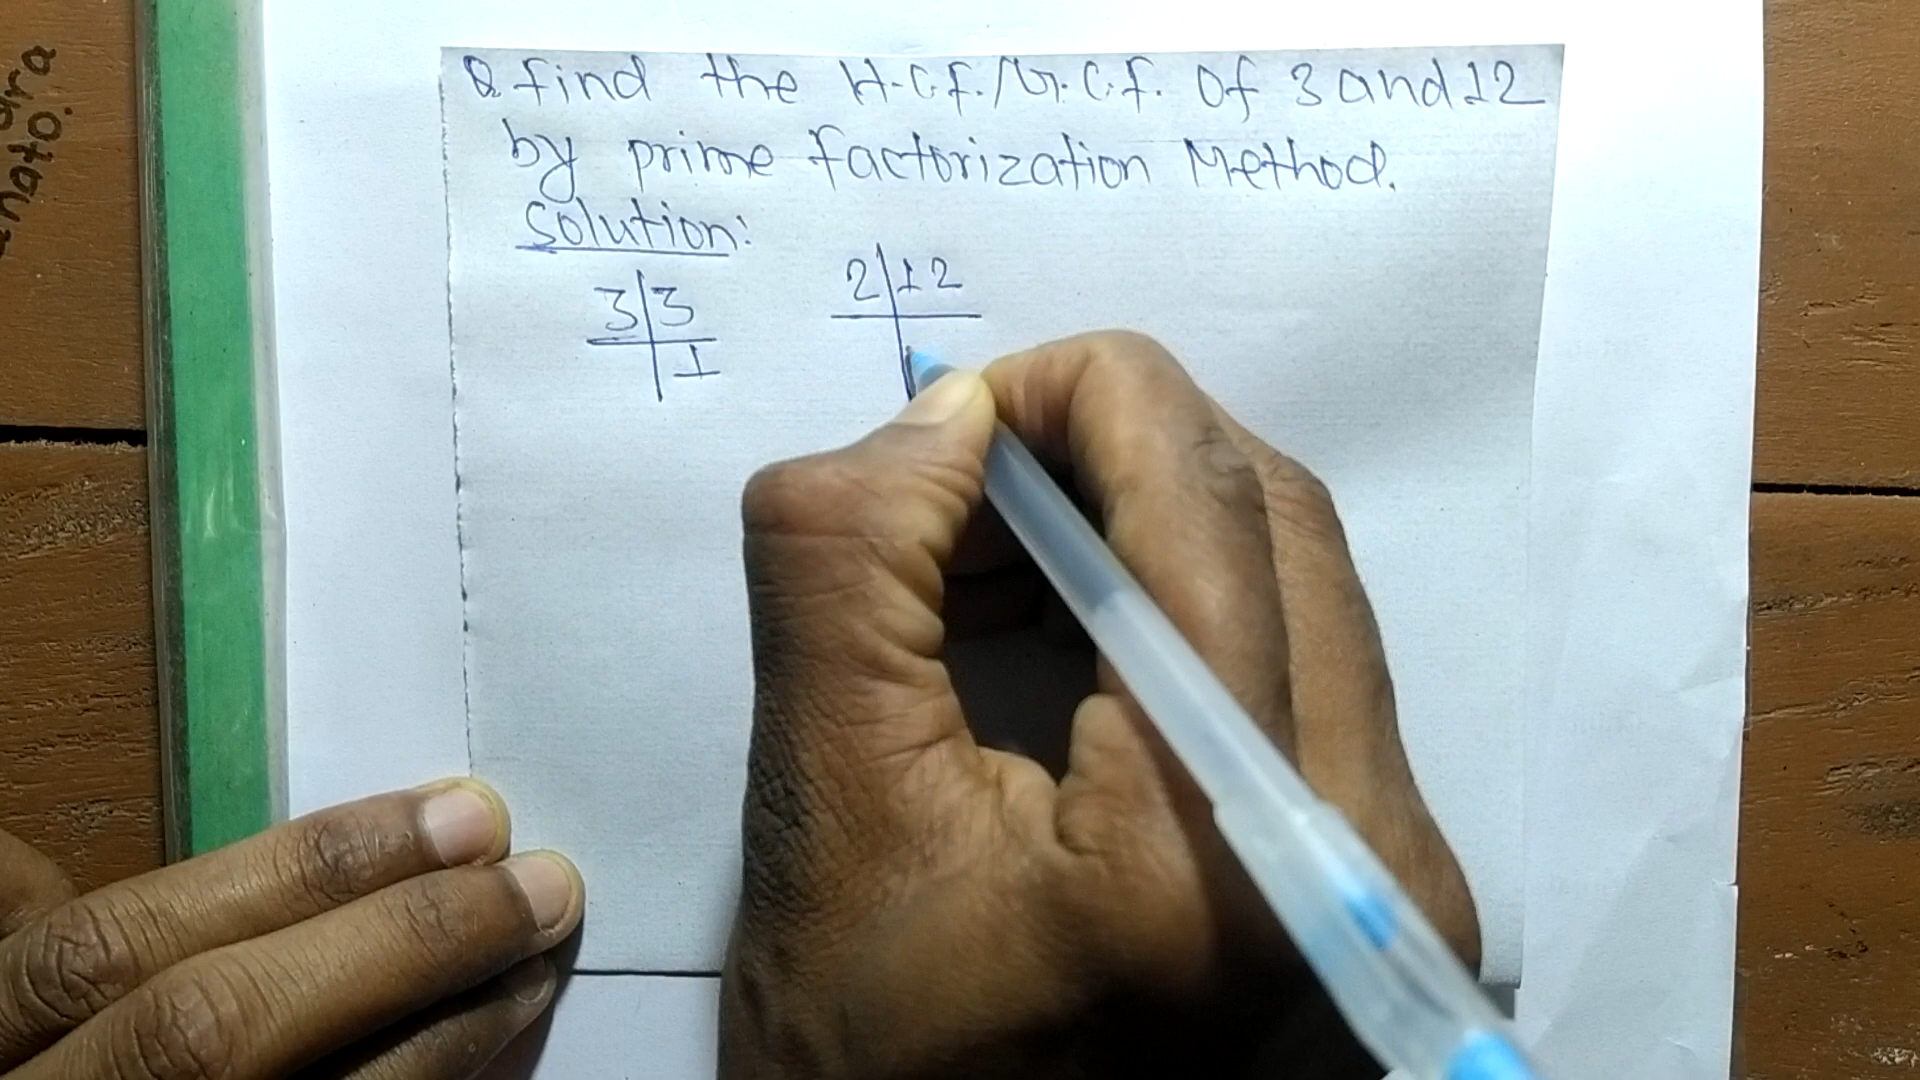 Q. find the H.C.F./G.C.F. Of 3 and 12
by prime factorization Method.
Solution:
3 | 3
1
2 | 12